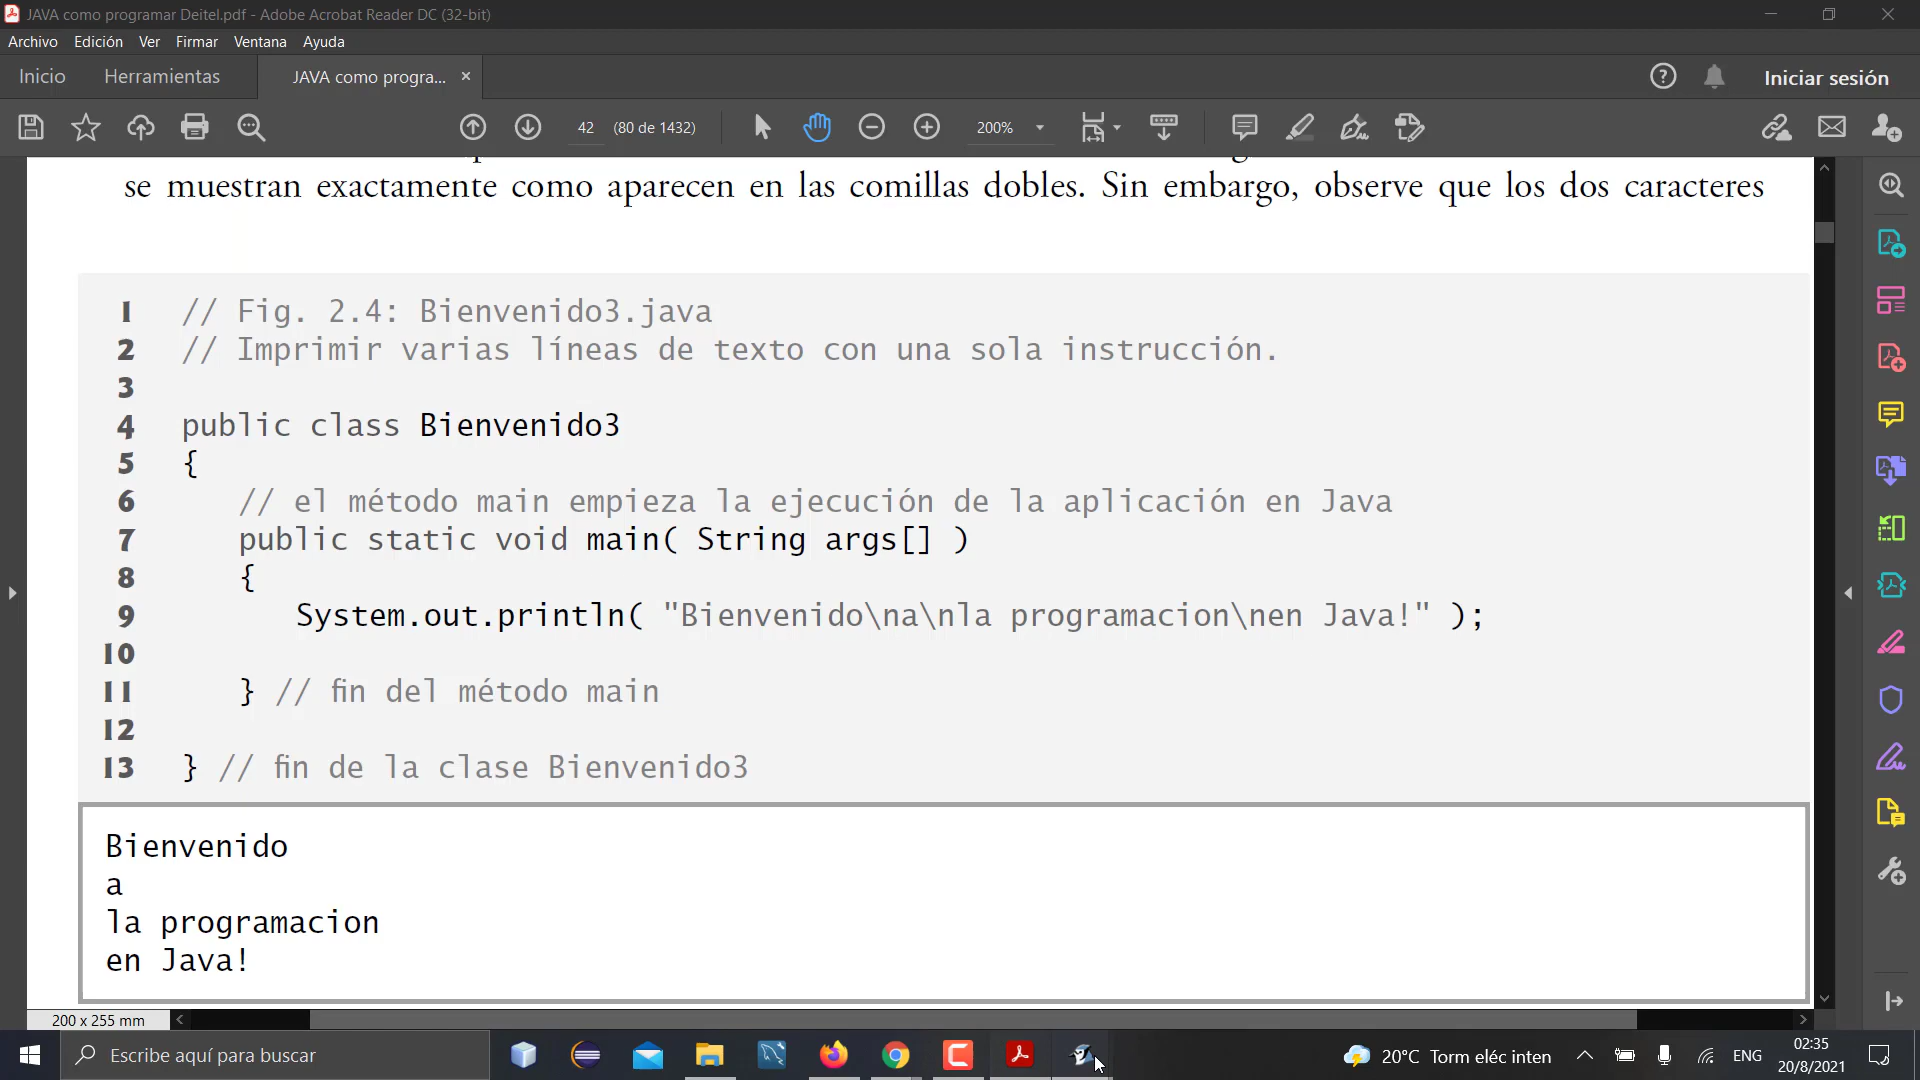 JAVA como programar Deitel.pdf - Adobe Acrobat Reader DC (32-bit)
Archivo Edición Ver Firmar Ventana Ayuda
Inicio Herramientas JAVA como progra... × Iniciar sesión
42 (80 de 1432) 200%
se muestran exactamente como aparecen en las comillas dobles. Sin embargo, observe que los dos caracteres
1 // Fig. 2.4: Bienvenido3.java
2 // Imprimir varias líneas de texto con una sola instrucción.
3
4 public class Bienvenido3
5 {
6 // el método main empieza la ejecución de la aplicación en Java
7 public static void main( String args[] )
8 {
9 System.out.println( "Bienvenido\na\nla programacion\nen Java!" );
10
11 } // fin del método main
12
13 } // fin de la clase Bienvenido3
Bienvenido
a
la programacion
en Java!
200 x 255 mm
Escribe aquí para buscar
20°C Torm eléc inten ENG 02:35
20/8/2021